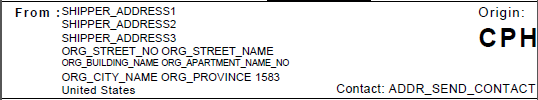 From : SHIPPER_ADDRESS1
SHIPPER_ADDRESS2
SHIPPER_ADDRESS3
ORG_STREET_NO ORG_STREET_NAME
ORG_BUILDING_NAME ORG_APARTMENT_NAME_NO
ORG_CITY_NAME ORG_PROVINCE 1583
United States
Origin:
CPH
Contact: ADDR_SEND_CONTACT